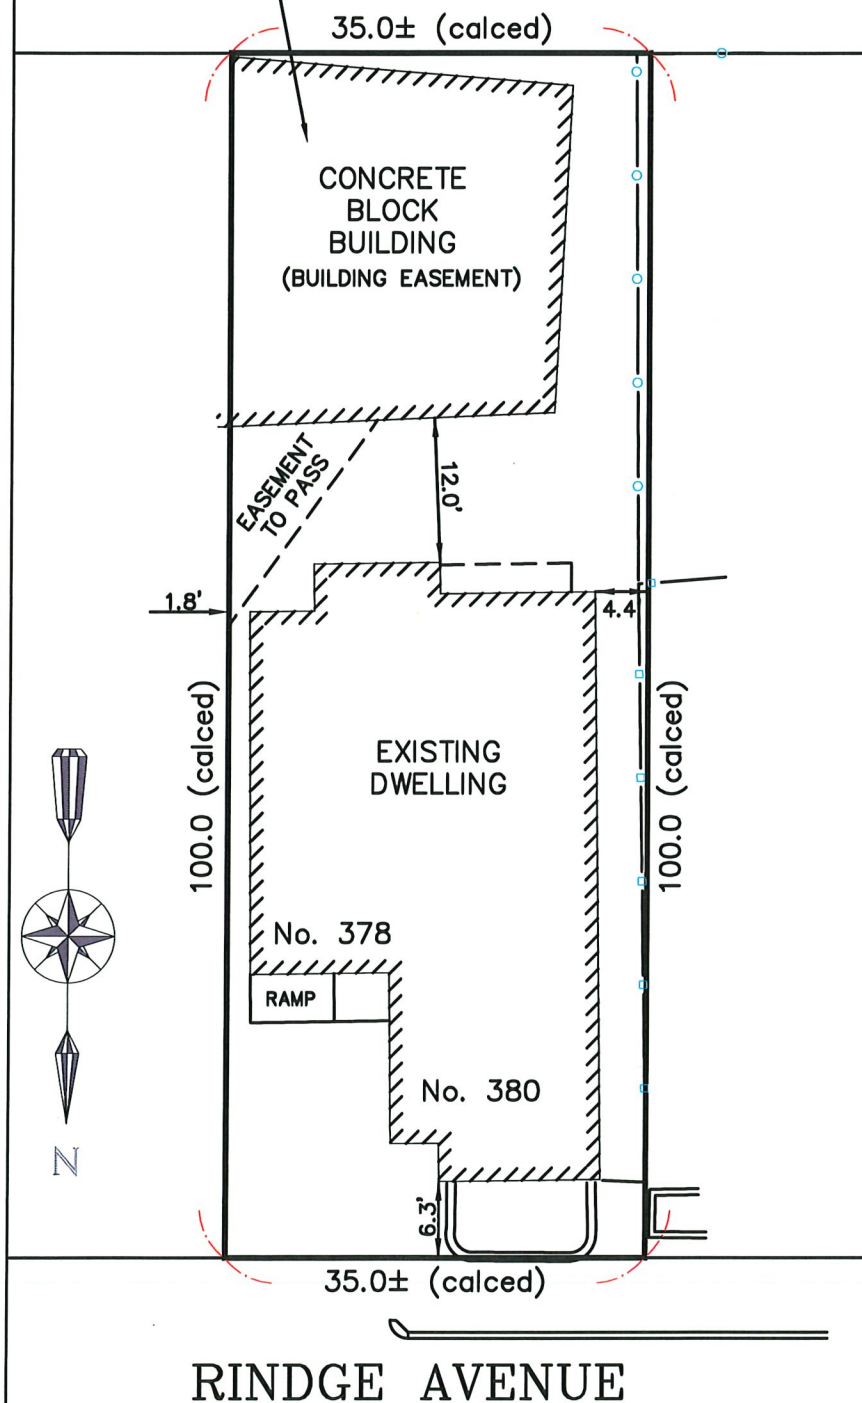 35.0± (calced)
CONCRETE
BLOCK
BUILDING
(BUILDING EASEMENT)
EASEMENT
TO PASS
12.0'
1.8'
4.4
100.0 (calced)
100.0 (calced)
EXISTING
DWELLING
No. 378
RAMP
No. 380
N
6.3'
35.0± (calced)
RINDGE AVENUE